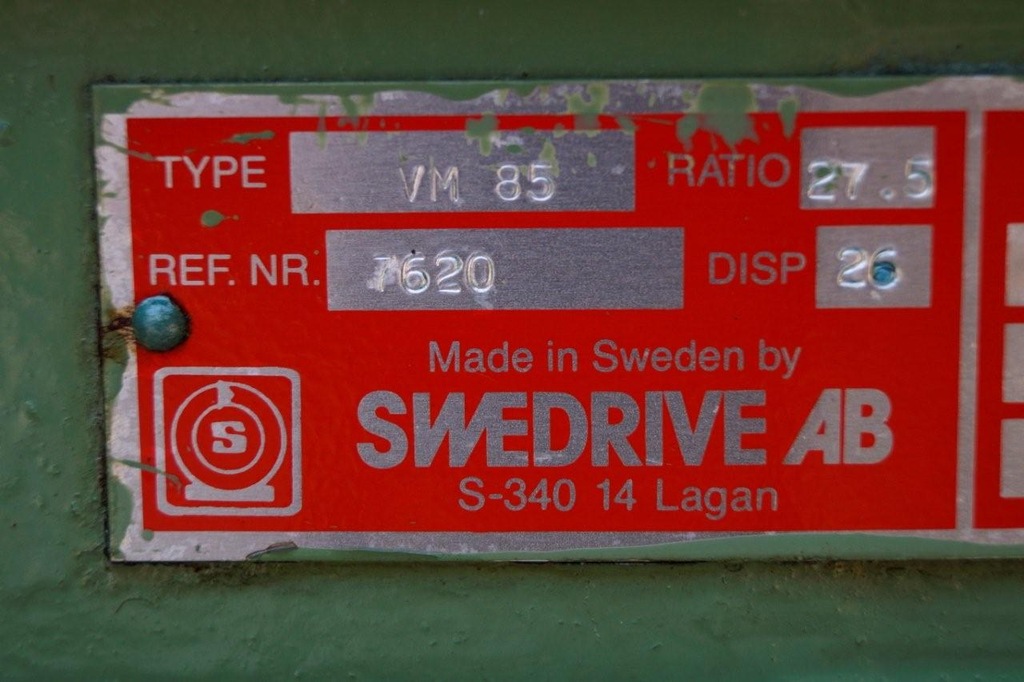 TYPE VM 85 RATIO 27.5
REF. NR. 7620 DISP 26
Made in Sweden by
SWEDRIVE AB
S-340 14 Lagan
S